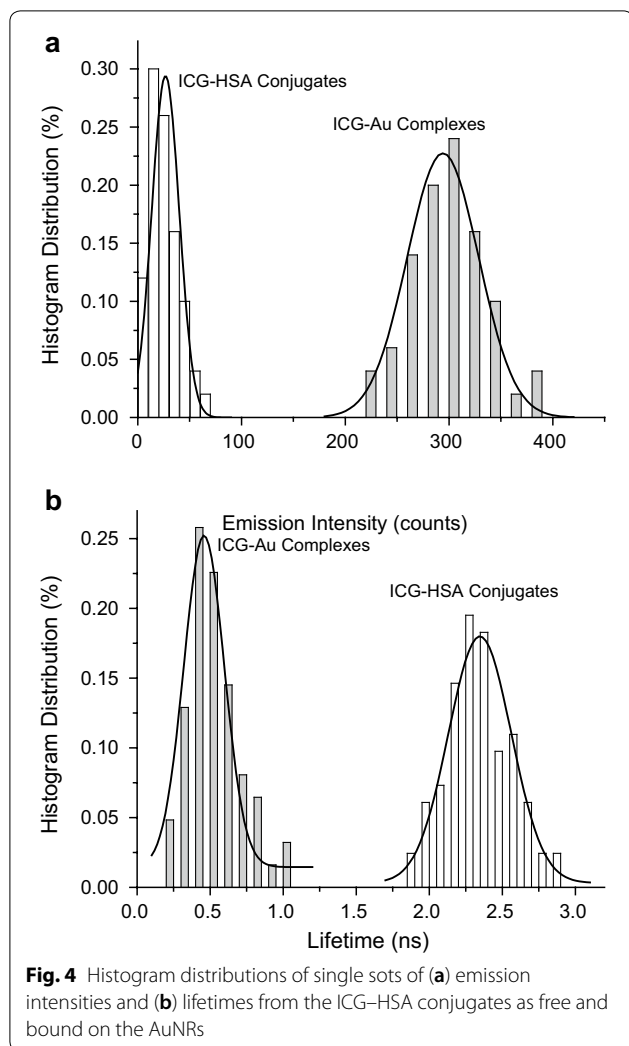 a
0.30
ICG-HSA Conjugates
0.25
ICG-Au Complexes
0.20
0.15
0.10
0.05
0.00
Histogram Distribution (%)
0 100 200 300 400
b
Emission Intensity (counts)
0.25
ICG-Au Complexes
ICG-HSA Conjugates
0.20
0.15
0.10
0.05
0.00
Histogram Distribution (%)
0.0 0.5 1.0 1.5 2.0 2.5 3.0
Lifetime (ns)
Fig. 4 Histogram distributions of single sots of (a) emission
intensities and (b) lifetimes from the ICG–HSA conjugates as free and
bound on the AuNRs